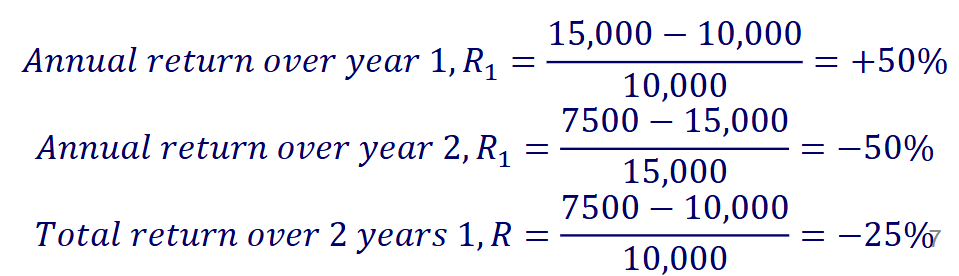 Annual return over year 1, R₁ = (15,000 − 10,000) / 10,000 = +50%
Annual return over year 2, R₁ = (7500 − 15,000) / 15,000 = −50%
Total return over 2 years 1, R = (7500 − 10,000) / 10,000 = −25%
7